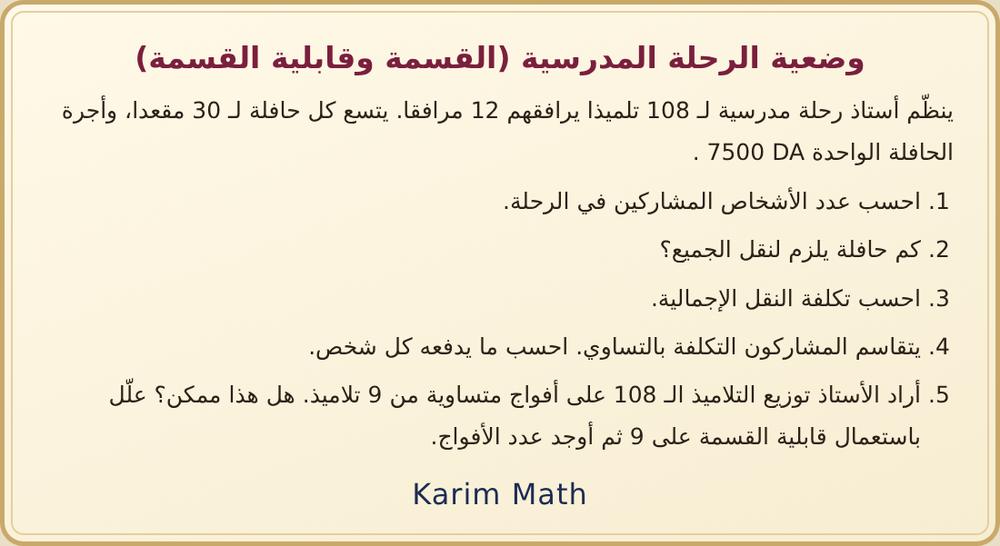 وضعية الرحلة المدرسية (القسمة وقابلية القسمة)
ينظّم أستاذ رحلة مدرسية لـ 108 تلميذا يرافقهم 12 مرافقا. يتسع كل حافلة لـ 30 مقعدا، وأجرة
الحافلة الواحدة 7500 DA .
1. احسب عدد الأشخاص المشاركين في الرحلة.
2. كم حافلة يلزم لنقل الجميع؟
3. احسب تكلفة النقل الإجمالية.
4. يتقاسم المشاركون التكلفة بالتساوي. احسب ما يدفعه كل شخص.
5. أراد الأستاذ توزيع التلاميذ الـ 108 على أفواج متساوية من 9 تلاميذ. هل هذا ممكن؟ علّل
باستعمال قابلية القسمة على 9 ثم أوجد عدد الأفواج.
Karim Math